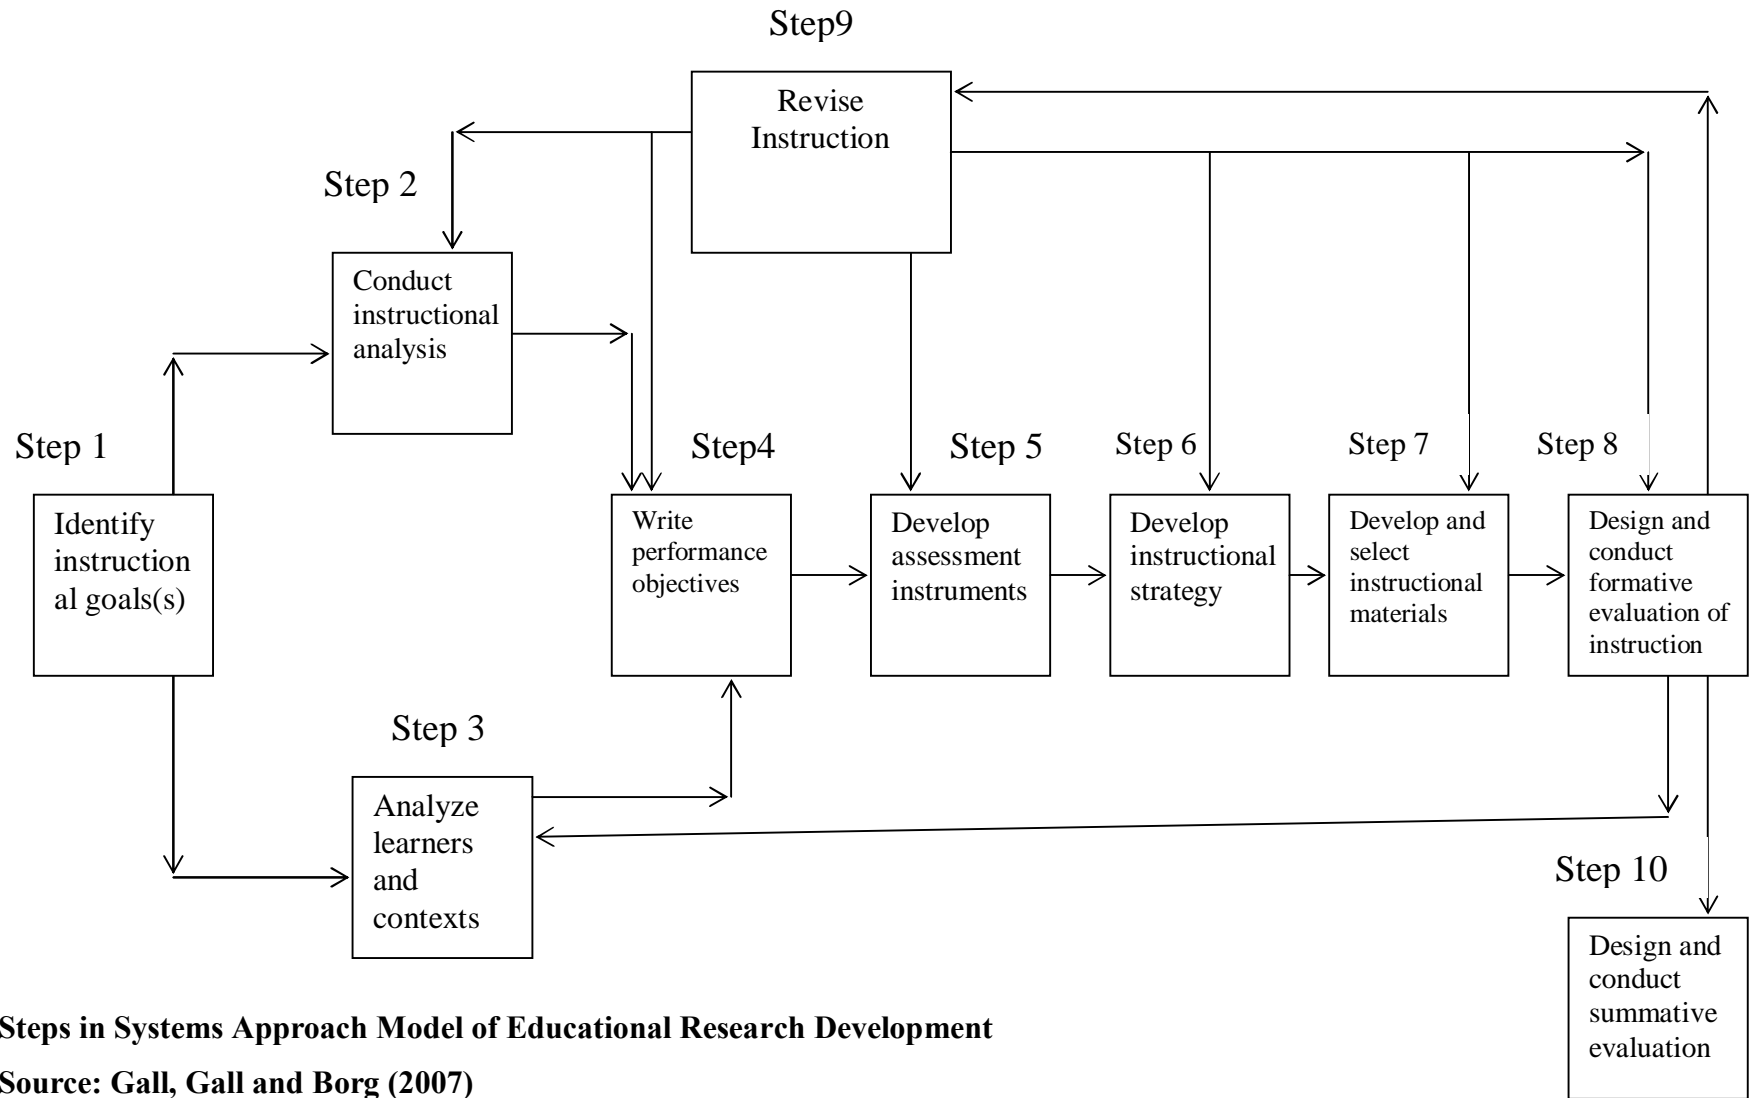 Step9
Revise
Instruction
Step 2
Conduct
instructional
analysis
Step 1
Identify
instruction
al goals(s)
Step4
Write
performance
objectives
Step 5
Develop
assessment
instruments
Step 6
Develop
instructional
strategy
Step 7
Develop and
select
instructional
materials
Step 8
Design and
conduct
formative
evaluation of
instruction
Step 3
Analyze
learners
and
contexts
Step 10
Design and
conduct
summative
evaluation
Steps in Systems Approach Model of Educational Research Development
Source: Gall, Gall and Borg (2007)